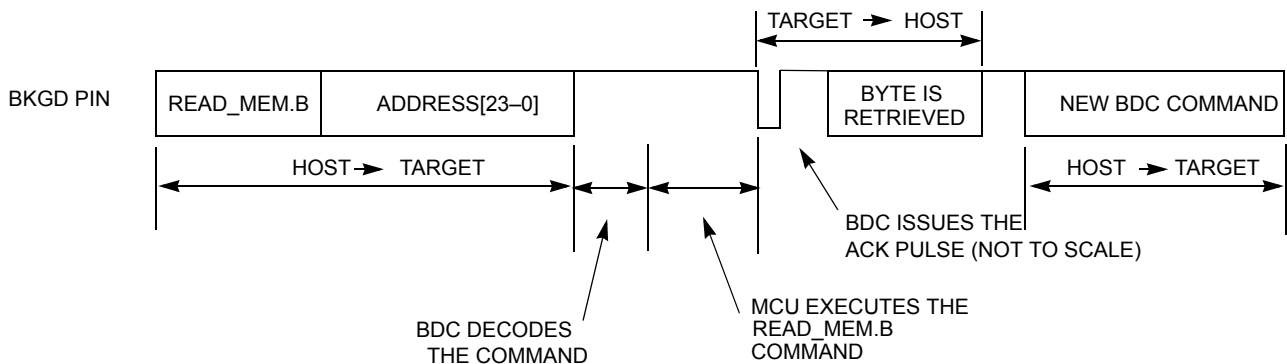 TARGET → HOST
BKGD PIN
READ_MEM.B
ADDRESS[23–0]
BYTE IS
RETRIEVED
NEW BDC COMMAND
HOST → TARGET
HOST → TARGET
BDC ISSUES THE
ACK PULSE (NOT TO SCALE)
BDC DECODES
THE COMMAND
MCU EXECUTES THE
READ_MEM.B
COMMAND